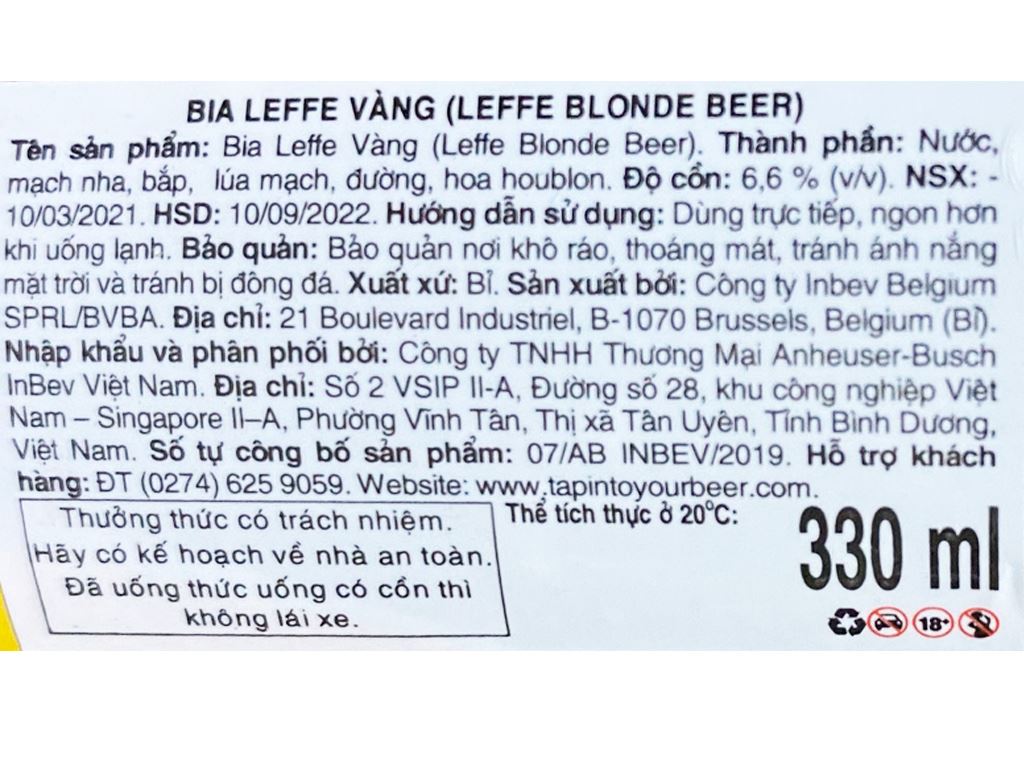 BIA LEFFE VÀNG (LEFFE BLONDE BEER)
Tên sản phẩm: Bia Leffe Vàng (Leffe Blonde Beer). Thành phần: Nước,
mạch nha, bắp, lúa mạch, đường, hoa houblon. Độ cồn: 6,6 % (v/v). NSX: -
10/03/2021. HSD: 10/09/2022. Hướng dẫn sử dụng: Dùng trực tiếp, ngon hơn
khi uống lạnh. Bảo quản: Bảo quản nơi khô ráo, thoáng mát, tránh ánh nắng
mặt trời và tránh bị đông đá. Xuất xứ: Bỉ. Sản xuất bởi: Công ty Inbev Belgium
SPRL/BVBA. Địa chỉ: 21 Boulevard Industriel, B-1070 Brussels, Belgium (Bỉ).
Nhập khẩu và phân phối bởi: Công ty TNHH Thương Mại Anheuser-Busch
InBev Việt Nam. Địa chỉ: Số 2 VSIP II-A, Đường số 28, khu công nghiệp Việt
Nam – Singapore II–A, Phường Vĩnh Tân, Thị xã Tân Uyên, Tỉnh Bình Dương,
Việt Nam. Số tự công bố sản phẩm: 07/AB INBEV/2019. Hỗ trợ khách
hàng: ĐT (0274) 625 9059. Website: www.tapintoyourbeer.com.
Thưởng thức có trách nhiệm.
Hãy có kế hoạch về nhà an toàn.
Đã uống thức uống có cồn thì
không lái xe.
Thể tích thực ở 20°C:
330 ml
18+